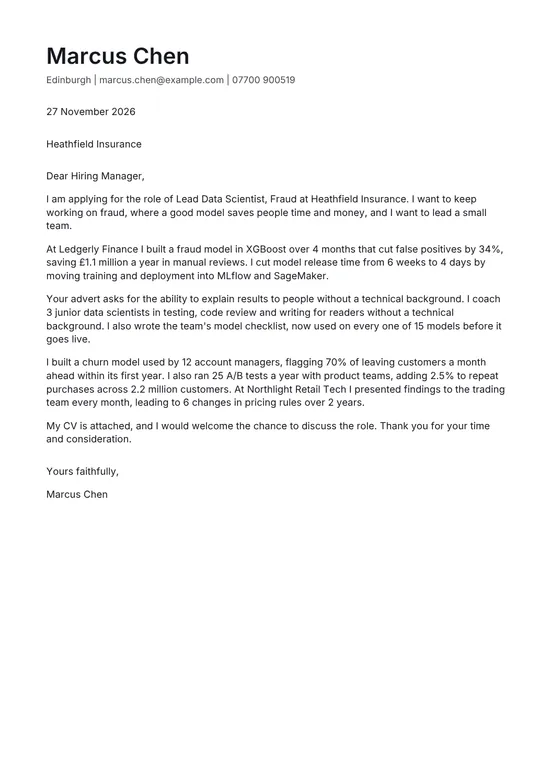 Marcus Chen
Edinburgh | marcus.chen@example.com | 07700 900519
27 November 2026
Heathfield Insurance
Dear Hiring Manager,
I am applying for the role of Lead Data Scientist, Fraud at Heathfield Insurance. I want to keep
working on fraud, where a good model saves people time and money, and I want to lead a small
team.
At Ledgerly Finance I built a fraud model in XGBoost over 4 months that cut false positives by 34%,
saving £1.1 million a year in manual reviews. I cut model release time from 6 weeks to 4 days by
moving training and deployment into MLflow and SageMaker.
Your advert asks for the ability to explain results to people without a technical background. I coach
3 junior data scientists in testing, code review and writing for readers without a technical
background. I also wrote the team's model checklist, now used on every one of 15 models before it
goes live.
I built a churn model used by 12 account managers, flagging 70% of leaving customers a month
ahead within its first year. I also ran 25 A/B tests a year with product teams, adding 2.5% to repeat
purchases across 2.2 million customers. At Northlight Retail Tech I presented findings to the trading
team every month, leading to 6 changes in pricing rules over 2 years.
My CV is attached, and I would welcome the chance to discuss the role. Thank you for your time
and consideration.
Yours faithfully,
Marcus Chen